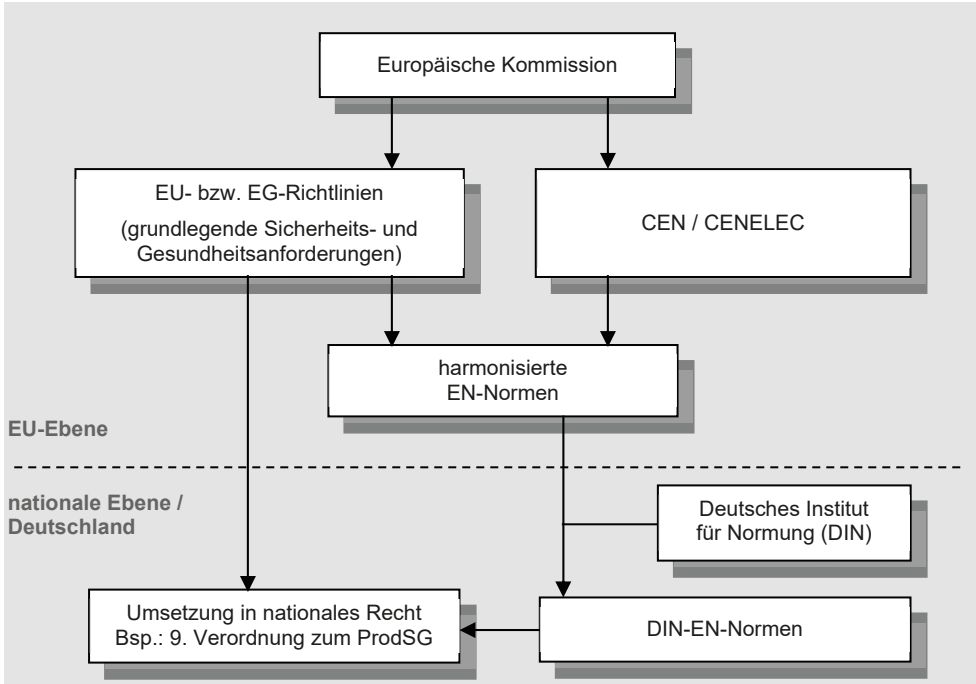 Europäische Kommission
EU- bzw. EG-Richtlinien
(grundlegende Sicherheits- und
Gesundheitsanforderungen)
CEN / CENELEC
harmonisierte
EN-Normen
EU-Ebene
nationale Ebene /
Deutschland
Deutsches Institut
für Normung (DIN)
Umsetzung in nationales Recht
Bsp.: 9. Verordnung zum ProdSG
DIN-EN-Normen